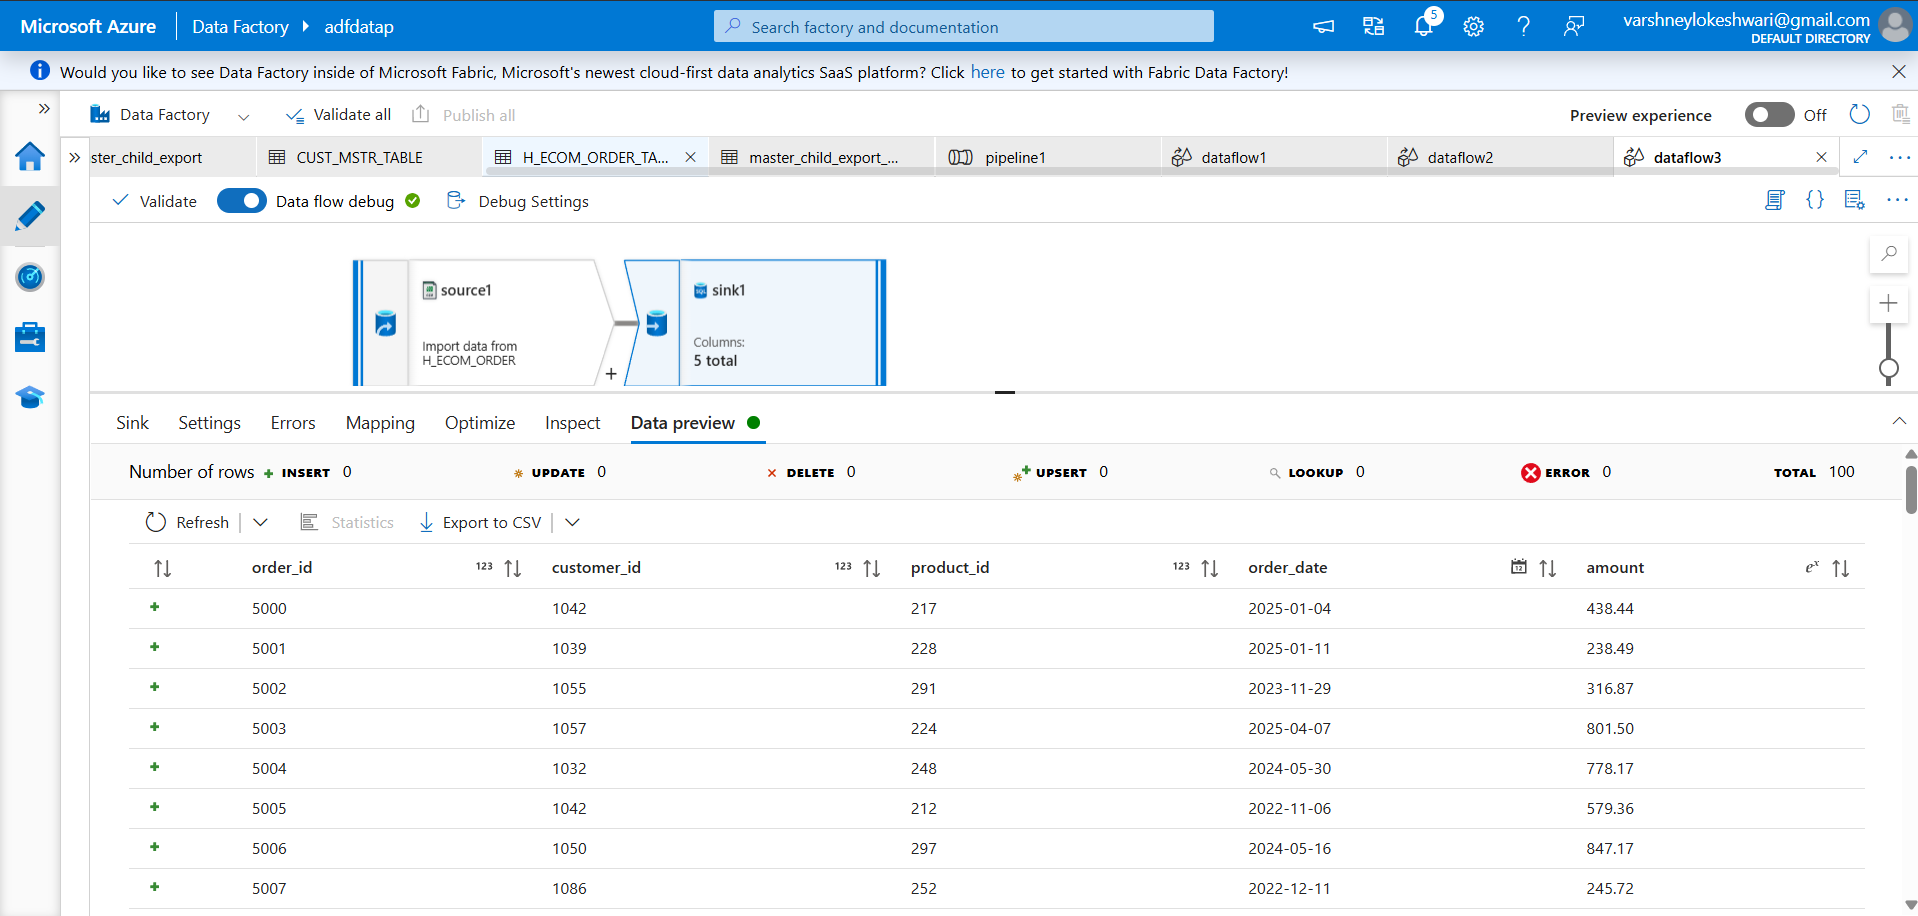 Microsoft Azure Data Factory adfdatap Search factory and documentation 5 varshneylokeshwari@gmail.com
DEFAULT DIRECTORY
Would you like to see Data Factory inside of Microsoft Fabric, Microsoft's newest cloud-first data analytics SaaS platform? Click here to get started with Fabric Data Factory!
Data Factory Validate all Publish all Preview experience Off
ster_child_export CUST_MSTR_TABLE H_ECOM_ORDER_TA... master_child_export_... pipeline1 dataflow1 dataflow2 dataflow3
Validate Data flow debug Debug Settings
source1 sink1
Import data from
H_ECOM_ORDER
Columns:
5 total
Sink Settings Errors Mapping Optimize Inspect Data preview
Number of rows INSERT 0 UPDATE 0 DELETE 0 UPSERT 0 LOOKUP 0 ERROR 0 TOTAL 100
Refresh Statistics Export to CSV
order_id 123 customer_id 123 product_id 123 order_date 12 amount e^x
5000 1042 217 2025-01-04 438.44
5001 1039 228 2025-01-11 238.49
5002 1055 291 2023-11-29 316.87
5003 1057 224 2025-04-07 801.50
5004 1032 248 2024-05-30 778.17
5005 1042 212 2022-11-06 579.36
5006 1050 297 2024-05-16 847.17
5007 1086 252 2022-12-11 245.72